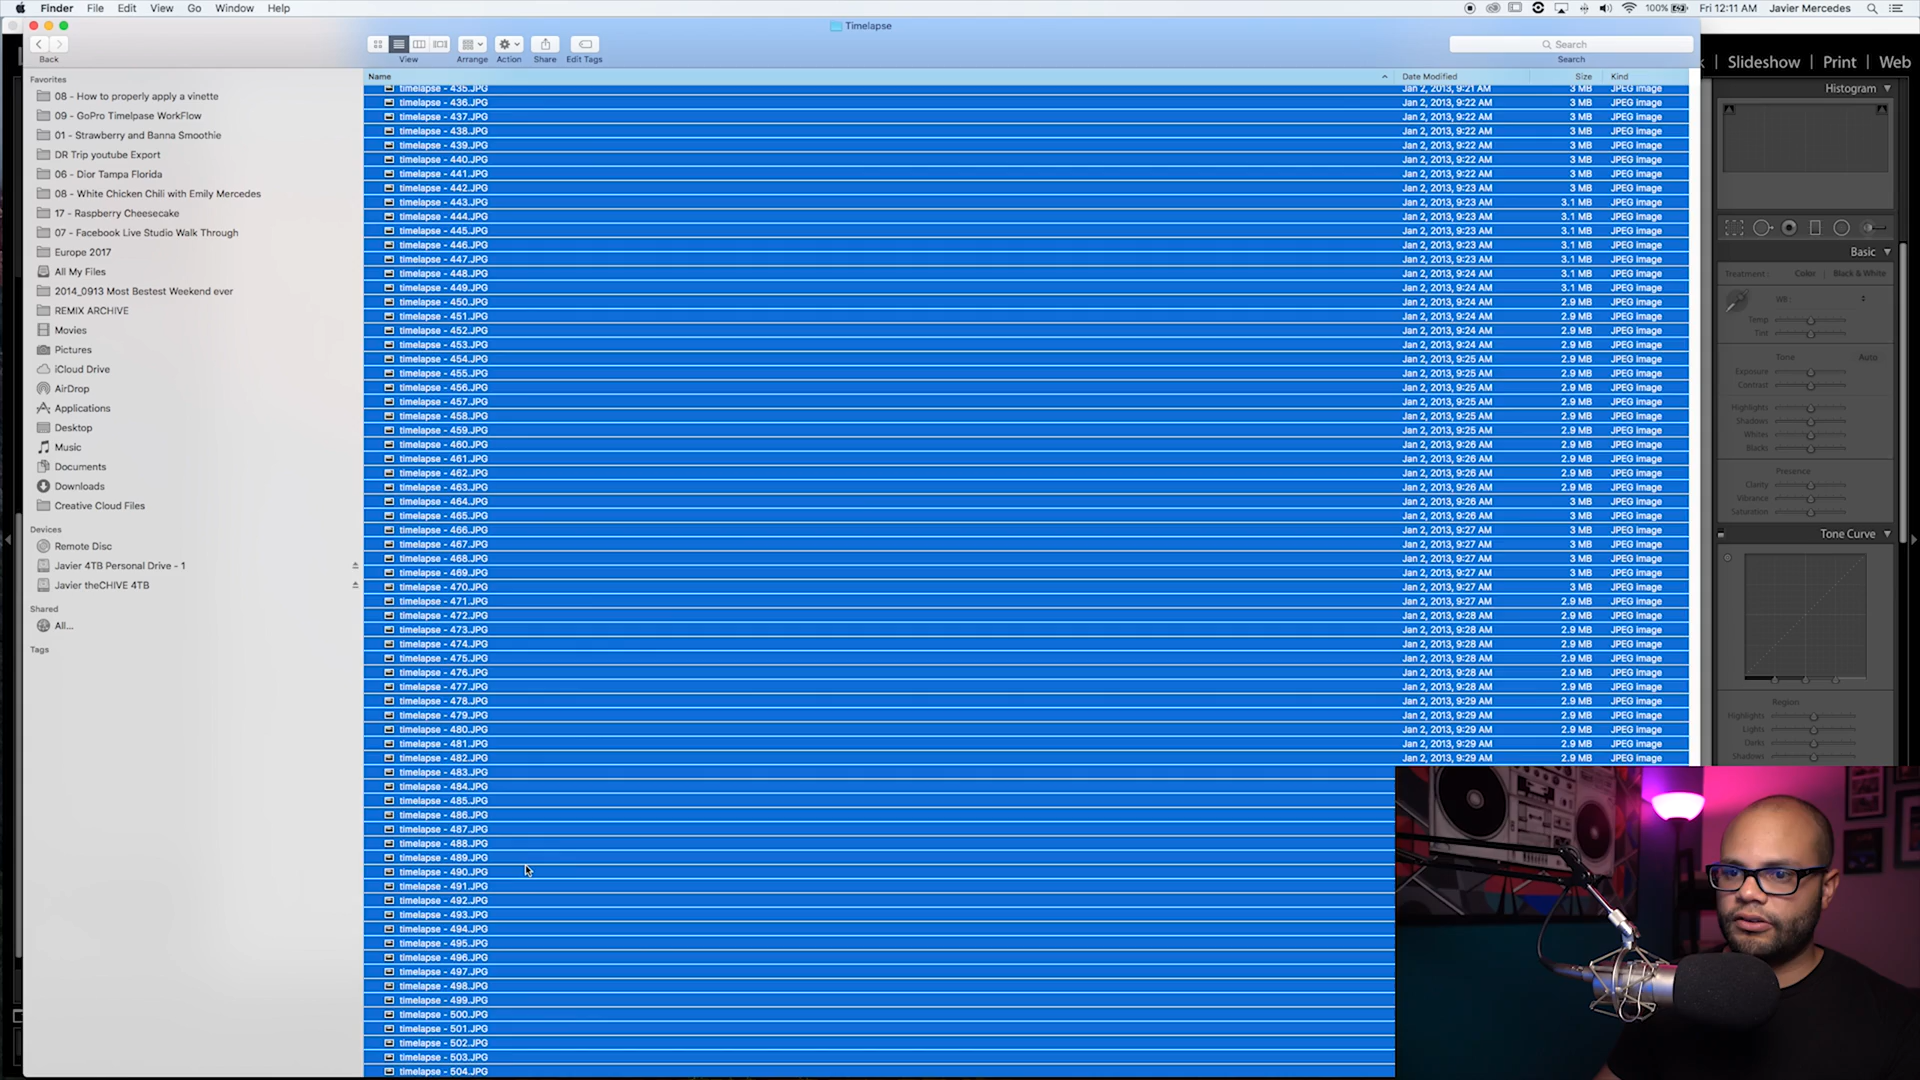 Finder File Edit View Go Window Help 100% Fri 12:11 AM Javier Mercedes
Timelapse
Back View Arrange Action Share Edit Tags Search
Search
Slideshow | Print | Web
Favorites
08 - How to properly apply a vinette
09 - GoPro Timelpase WorkFlow
01 - Strawberry and Banna Smoothie
DR Trip youtube Export
06 - Dior Tampa Florida
08 - White Chicken Chili with Emily Mercedes
17 - Raspberry Cheesecake
07 - Facebook Live Studio Walk Through
Europe 2017
All My Files
2014_0913 Most Bestest Weekend ever
REMIX ARCHIVE
Movies
Pictures
iCloud Drive
AirDrop
Applications
Desktop
Music
Documents
Downloads
Creative Cloud Files
Devices
Remote Disc
Javier 4TB Personal Drive - 1
Javier theCHIVE 4TB
Shared
All...
Tags
Name Date Modified Size Kind
timelapse - 435.JPG Jan 2, 2013, 9:21 AM 3 MB JPEG image
timelapse - 436.JPG Jan 2, 2013, 9:22 AM 3 MB JPEG image
timelapse - 437.JPG Jan 2, 2013, 9:22 AM 3 MB JPEG image
timelapse - 438.JPG Jan 2, 2013, 9:22 AM 3 MB JPEG image
timelapse - 439.JPG Jan 2, 2013, 9:22 AM 3 MB JPEG image
timelapse - 440.JPG Jan 2, 2013, 9:22 AM 3 MB JPEG image
timelapse - 441.JPG Jan 2, 2013, 9:22 AM 3 MB JPEG image
timelapse - 442.JPG Jan 2, 2013, 9:23 AM 3 MB JPEG image
timelapse - 443.JPG Jan 2, 2013, 9:23 AM 3.1 MB JPEG image
timelapse - 444.JPG Jan 2, 2013, 9:23 AM 3.1 MB JPEG image
timelapse - 445.JPG Jan 2, 2013, 9:23 AM 3.1 MB JPEG image
timelapse - 446.JPG Jan 2, 2013, 9:23 AM 3.1 MB JPEG image
timelapse - 447.JPG Jan 2, 2013, 9:23 AM 3.1 MB JPEG image
timelapse - 448.JPG Jan 2, 2013, 9:24 AM 3.1 MB JPEG image
timelapse - 449.JPG Jan 2, 2013, 9:24 AM 3.1 MB JPEG image
timelapse - 450.JPG Jan 2, 2013, 9:24 AM 2.9 MB JPEG image
timelapse - 451.JPG Jan 2, 2013, 9:24 AM 2.9 MB JPEG image
timelapse - 452.JPG Jan 2, 2013, 9:24 AM 2.9 MB JPEG image
timelapse - 453.JPG Jan 2, 2013, 9:24 AM 2.9 MB JPEG image
timelapse - 454.JPG Jan 2, 2013, 9:25 AM 2.9 MB JPEG image
timelapse - 455.JPG Jan 2, 2013, 9:25 AM 2.9 MB JPEG image
timelapse - 456.JPG Jan 2, 2013, 9:25 AM 2.9 MB JPEG image
timelapse - 457.JPG Jan 2, 2013, 9:25 AM 2.9 MB JPEG image
timelapse - 458.JPG Jan 2, 2013, 9:25 AM 2.9 MB JPEG image
timelapse - 459.JPG Jan 2, 2013, 9:25 AM 2.9 MB JPEG image
timelapse - 460.JPG Jan 2, 2013, 9:26 AM 2.9 MB JPEG image
timelapse - 461.JPG Jan 2, 2013, 9:26 AM 2.9 MB JPEG image
timelapse - 462.JPG Jan 2, 2013, 9:26 AM 2.9 MB JPEG image
timelapse - 463.JPG Jan 2, 2013, 9:26 AM 2.9 MB JPEG image
timelapse - 464.JPG Jan 2, 2013, 9:26 AM 3 MB JPEG image
timelapse - 465.JPG Jan 2, 2013, 9:26 AM 3 MB JPEG image
timelapse - 466.JPG Jan 2, 2013, 9:27 AM 3 MB JPEG image
timelapse - 467.JPG Jan 2, 2013, 9:27 AM 3 MB JPEG image
timelapse - 468.JPG Jan 2, 2013, 9:27 AM 3 MB JPEG image
timelapse - 469.JPG Jan 2, 2013, 9:27 AM 3 MB JPEG image
timelapse - 470.JPG Jan 2, 2013, 9:27 AM 3 MB JPEG image
timelapse - 471.JPG Jan 2, 2013, 9:27 AM 2.9 MB JPEG image
timelapse - 472.JPG Jan 2, 2013, 9:28 AM 2.9 MB JPEG image
timelapse - 473.JPG Jan 2, 2013, 9:28 AM 2.9 MB JPEG image
timelapse - 474.JPG Jan 2, 2013, 9:28 AM 2.9 MB JPEG image
timelapse - 475.JPG Jan 2, 2013, 9:28 AM 2.9 MB JPEG image
timelapse - 476.JPG Jan 2, 2013, 9:28 AM 2.9 MB JPEG image
timelapse - 477.JPG Jan 2, 2013, 9:28 AM 2.9 MB JPEG image
timelapse - 478.JPG Jan 2, 2013, 9:29 AM 2.9 MB JPEG image
timelapse - 479.JPG Jan 2, 2013, 9:29 AM 2.9 MB JPEG image
timelapse - 480.JPG Jan 2, 2013, 9:29 AM 2.9 MB JPEG image
timelapse - 481.JPG Jan 2, 2013, 9:29 AM 2.9 MB JPEG image
timelapse - 482.JPG Jan 2, 2013, 9:29 AM 2.9 MB JPEG image
timelapse - 483.JPG
timelapse - 484.JPG
timelapse - 485.JPG
timelapse - 486.JPG
timelapse - 487.JPG
timelapse - 488.JPG
timelapse - 489.JPG
timelapse - 490.JPG
timelapse - 491.JPG
timelapse - 492.JPG
timelapse - 493.JPG
timelapse - 494.JPG
timelapse - 495.JPG
timelapse - 496.JPG
timelapse - 497.JPG
timelapse - 498.JPG
timelapse - 499.JPG
timelapse - 500.JPG
timelapse - 501.JPG
timelapse - 502.JPG
timelapse - 503.JPG
timelapse - 504.JPG
Histogram
Basic
Treatment: Color Black & White
WB:
Temp
Tint
Tone Auto
Exposure
Contrast
Highlights
Shadows
Whites
Blacks
Presence
Clarity
Vibrance
Saturation
Tone Curve
Region
Highlights
Lights
Darks
Shadows